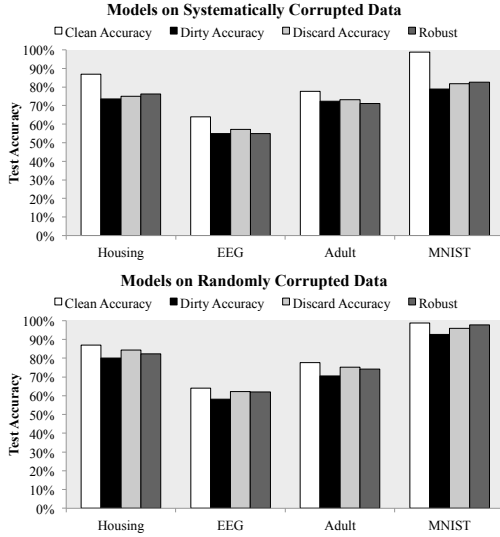 Models on Systematically Corrupted Data
Clean Accuracy Dirty Accuracy Discard Accuracy Robust
100%
90%
80%
70%
60%
50%
40%
30%
20%
10%
0%
Test Accuracy
Housing EEG Adult MNIST
Models on Randomly Corrupted Data
Clean Accuracy Dirty Accuracy Discard Accuracy Robust
100%
90%
80%
70%
60%
50%
40%
30%
20%
10%
0%
Test Accuracy
Housing EEG Adult MNIST